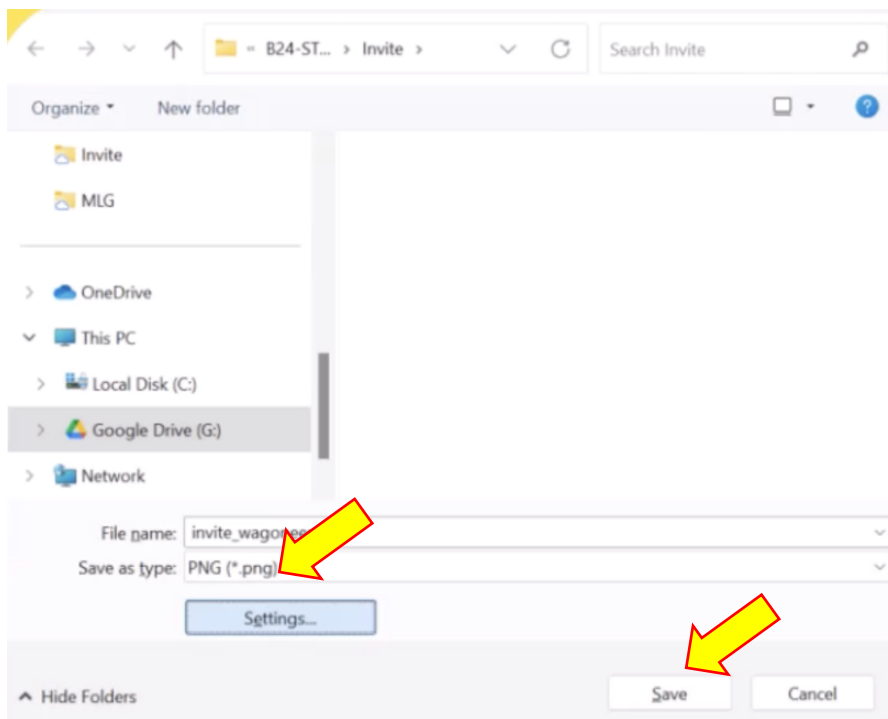 B24-ST... > Invite >
Search Invite
Organize
New folder
Invite
MLG
OneDrive
This PC
Local Disk (C:)
Google Drive (G:)
Network
File name:
Save as type: PNG (*.png)
Settings...
Hide Folders
Save
Cancel